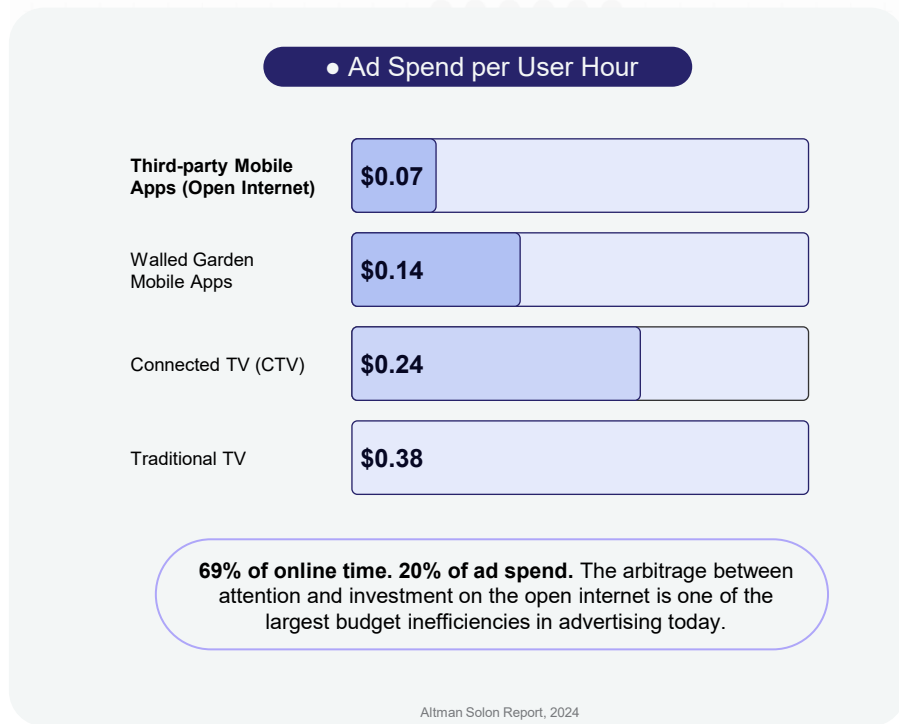 ● Ad Spend per User Hour
Third-party Mobile
Apps (Open Internet)
$0.07
Walled Garden
Mobile Apps
$0.14
Connected TV (CTV)
$0.24
Traditional TV
$0.38
69% of online time. 20% of ad spend. The arbitrage between
attention and investment on the open internet is one of the
largest budget inefficiencies in advertising today.
Altman Solon Report, 2024